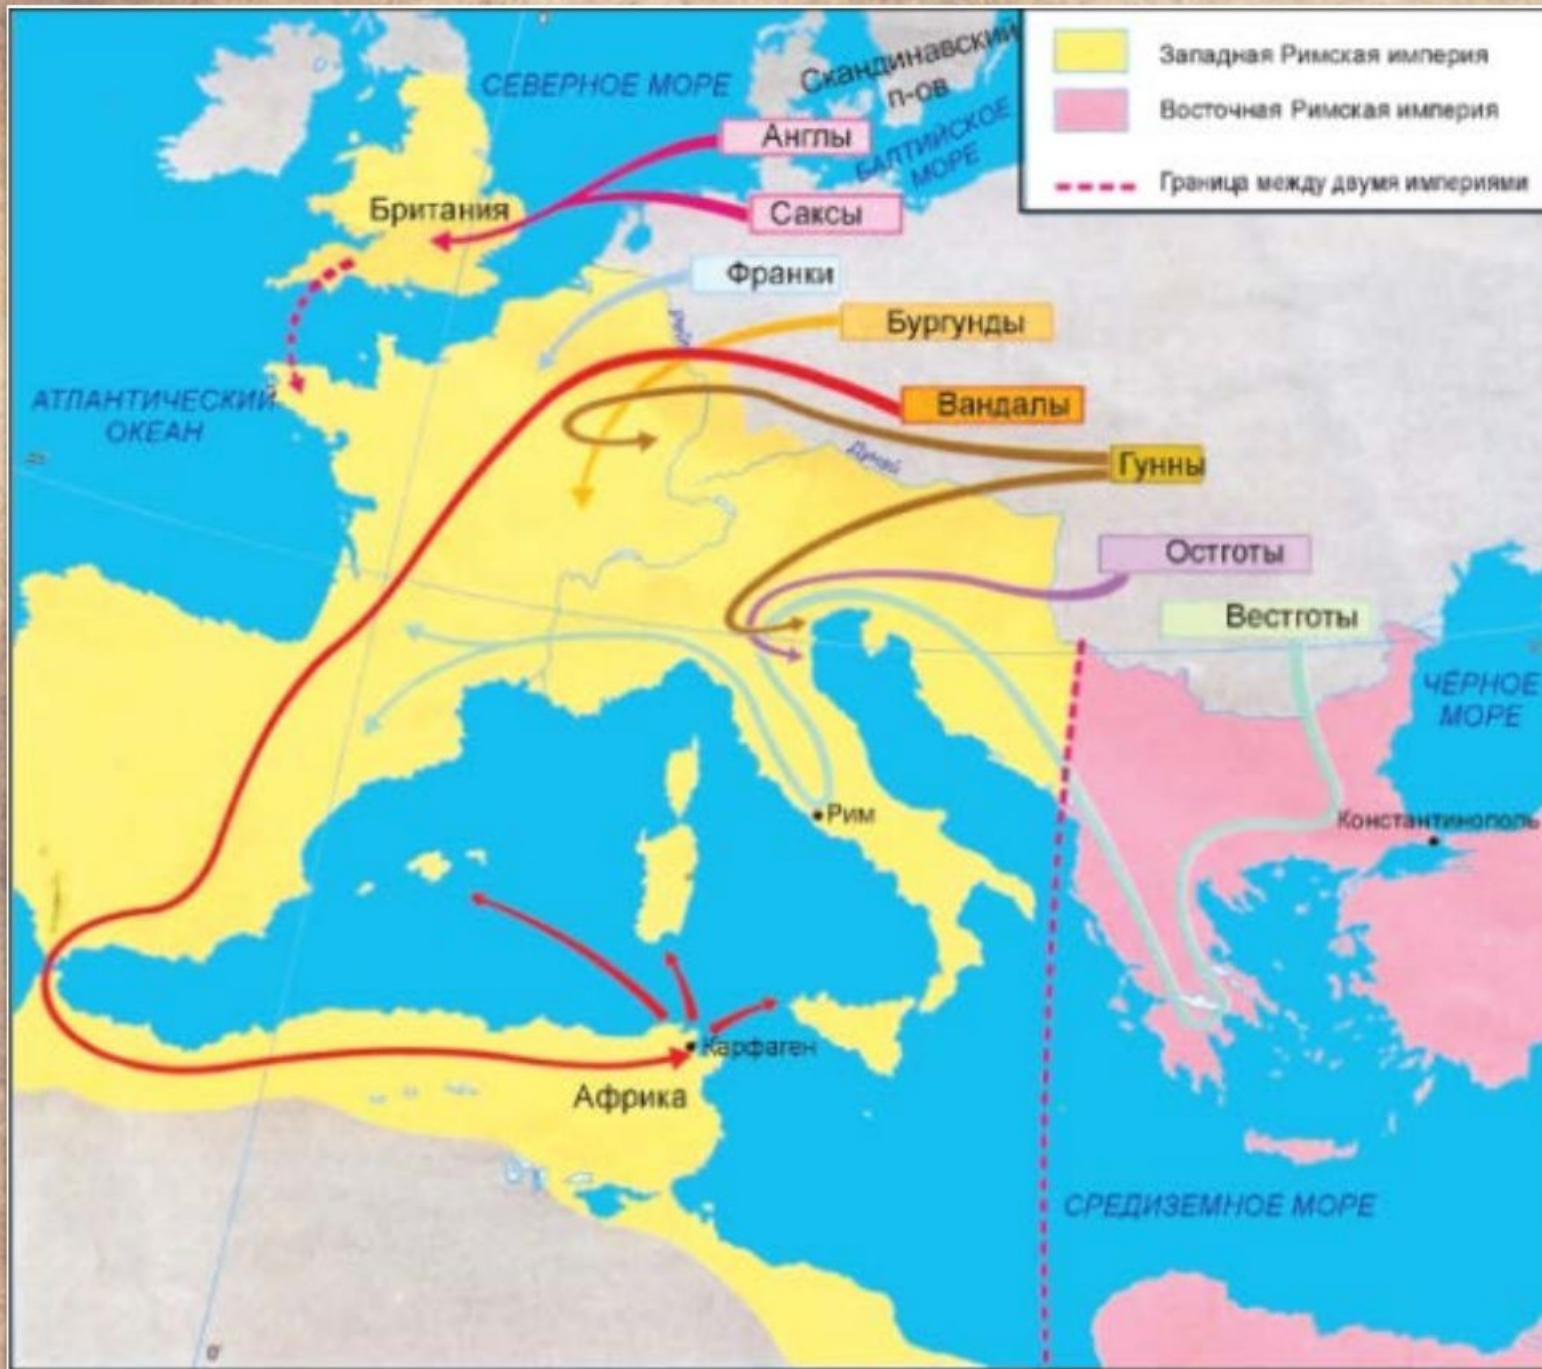 Западная Римская империя
Восточная Римская империя
Граница между двумя империями
СЕВЕРНОЕ МОРЕ
Скандинавский
п-ов
БАЛТИЙСКОЕ
МОРЕ
Англы
Саксы
Британия
Франки
Бургунды
Вандалы
АТЛАНТИЧЕСКИЙ
ОКЕАН
Дунай
Гунны
Остготы
Вестготы
ЧЁРНОЕ
МОРЕ
Рим
Константинополь
Карфаген
Африка
СРЕДИЗЕМНОЕ МОРЕ
0°